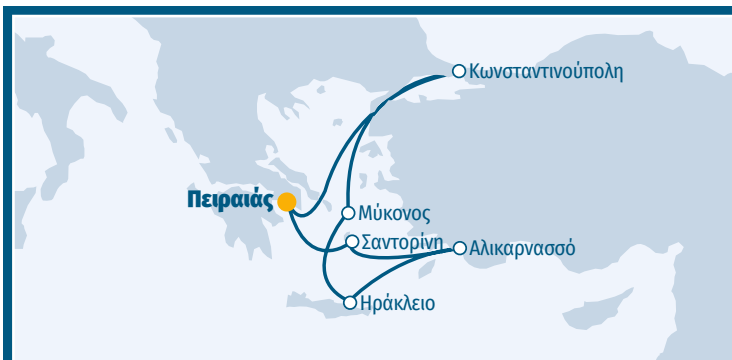 Κωνσταντινούπολη
Πειραιάς
Μύκονος
Σαντορίνη
Αλικαρνασσό
Ηράκλειο